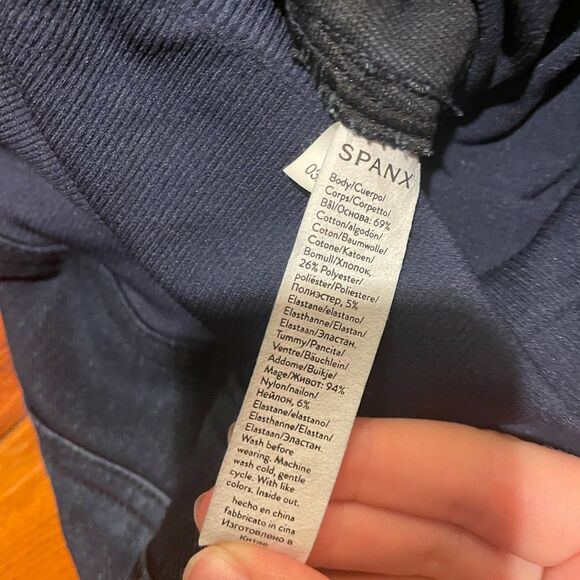 SPANX
03
Body/Cuerpo/
Corps/Corpetto/
Bål/Основа: 69%
Cotton/algodón/
Coton/Baumwolle/
Cotone/Katoen/
Bomull/Хлопок,
26% Polyester/
poliéster/Poliestere/
Полиэстер, 5%
Elastane/elastano/
Elasthanne/Elastan/
Elastaan/Эластан.
Tummy/Pancita/
Ventre/Bäuchlein/
Addome/Buikje/
Mage/Живот: 94%
Nylon/nailon/
Нейлон, 6%
Elastane/elastano/
Elasthanne/Elastan/
Elastaan/Эластан.
Wash before
wearing. Machine
wash cold, gentle
cycle. With like
colors. Inside out.
hecho en china
fabbricato in cina
Изготовлено в
Китае